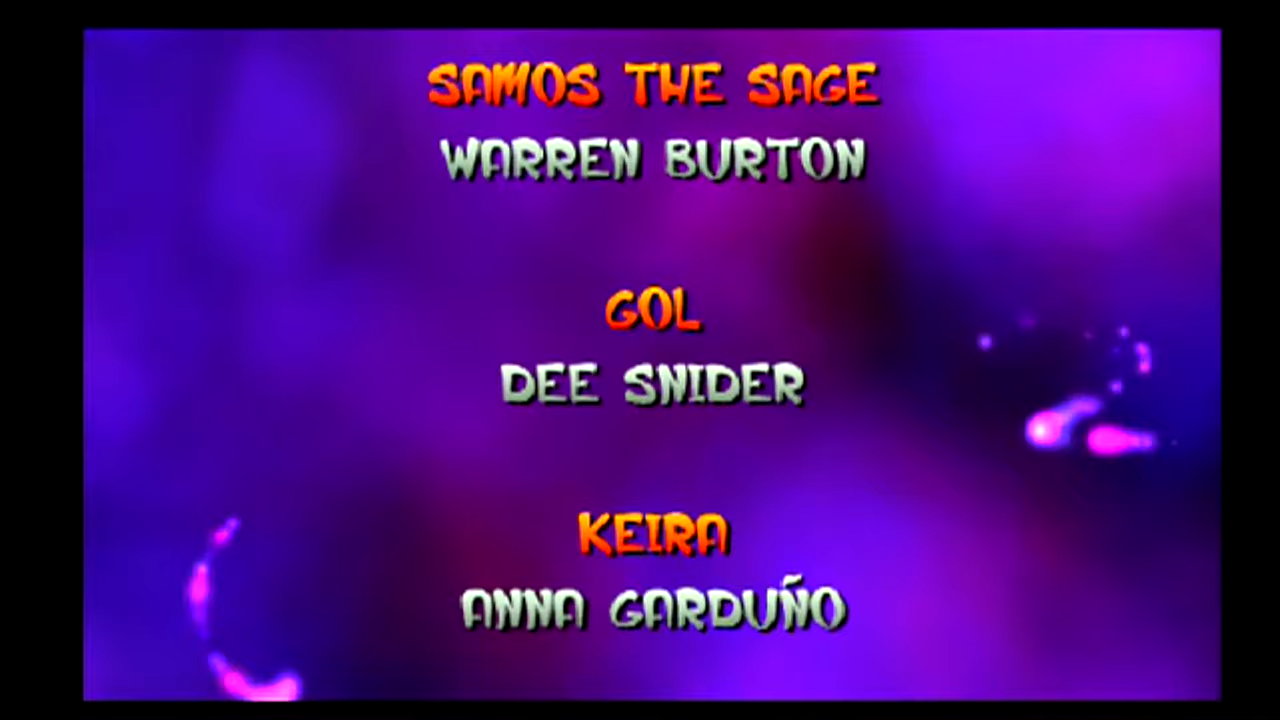 SAMOS THE SAGE
WARREN BURTON
GOL
DEE SNIDER
KEIRA
ANNA GARDUÑO